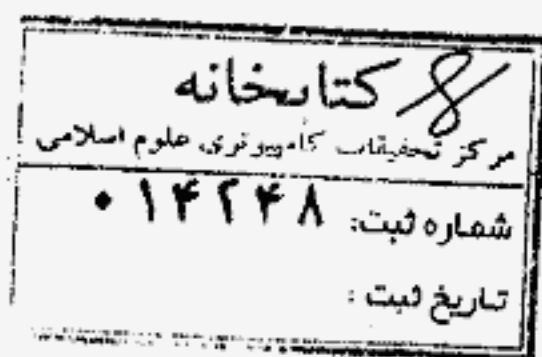 کتابخانه
مرکز تحقیقات کامپیوتری علوم اسلامی
شماره ثبت: ۰۱۴۲۴۸
تاریخ ثبت: